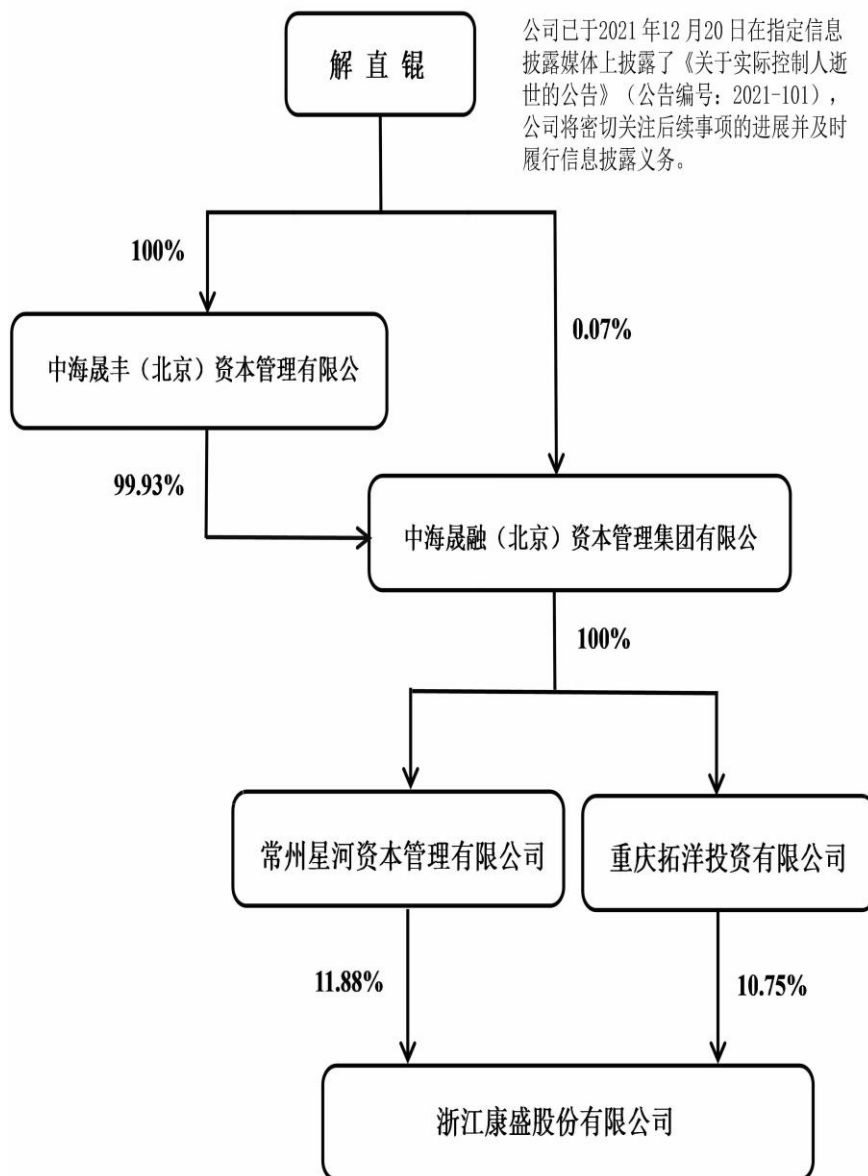 解直锟
公司已于2021年12月20日在指定信息
披露媒体上披露了《关于实际控制人逝
世的公告》（公告编号：2021-101），
公司将密切关注后续事项的进展并及时
履行信息披露义务。
100%
0.07%
中海晟丰（北京）资本管理有限公
99.93%
中海晟融（北京）资本管理集团有限公
100%
常州星河资本管理有限公司
重庆拓洋投资有限公司
11.88%
10.75%
浙江康盛股份有限公司